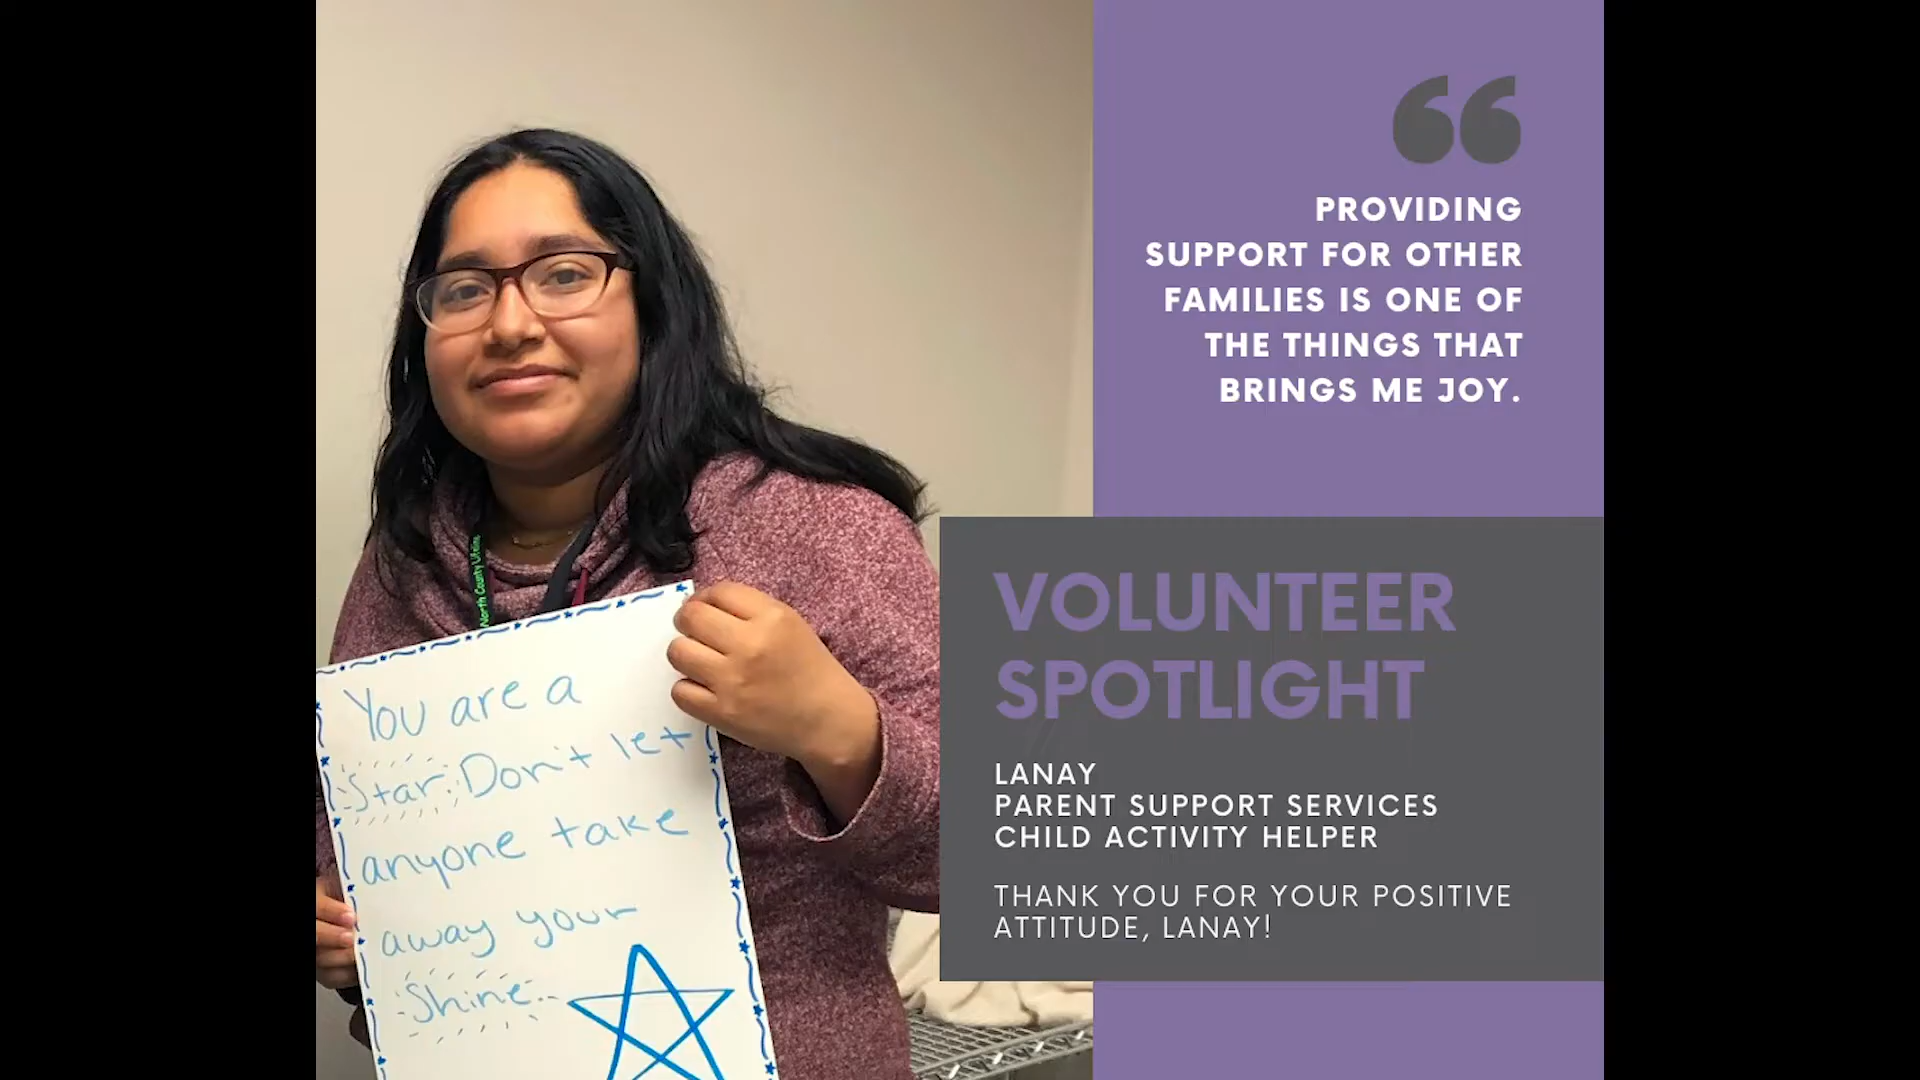 PROVIDING
SUPPORT FOR OTHER
FAMILIES IS ONE OF
THE THINGS THAT
BRINGS ME JOY.
VOLUNTEER
SPOTLIGHT
LANAY
PARENT SUPPORT SERVICES
CHILD ACTIVITY HELPER
THANK YOU FOR YOUR POSITIVE
ATTITUDE, LANAY!
North County
You are a
Star. Don't let
anyone take
away your
Shine.